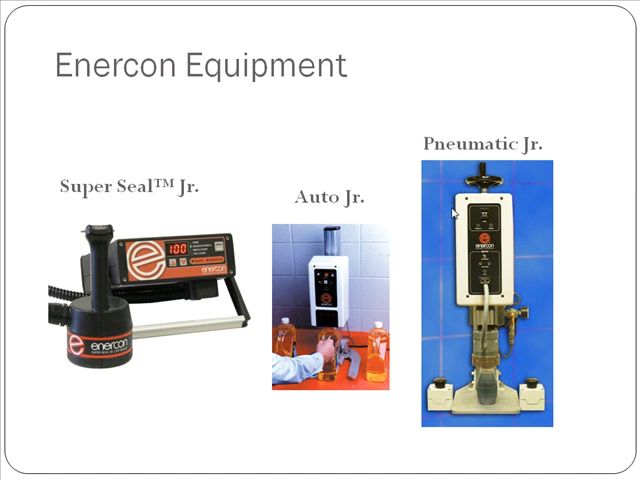 Enercon Equipment
Pneumatic Jr.
Super Seal™ Jr.
Auto Jr.
100
enercon
enercon
enercon